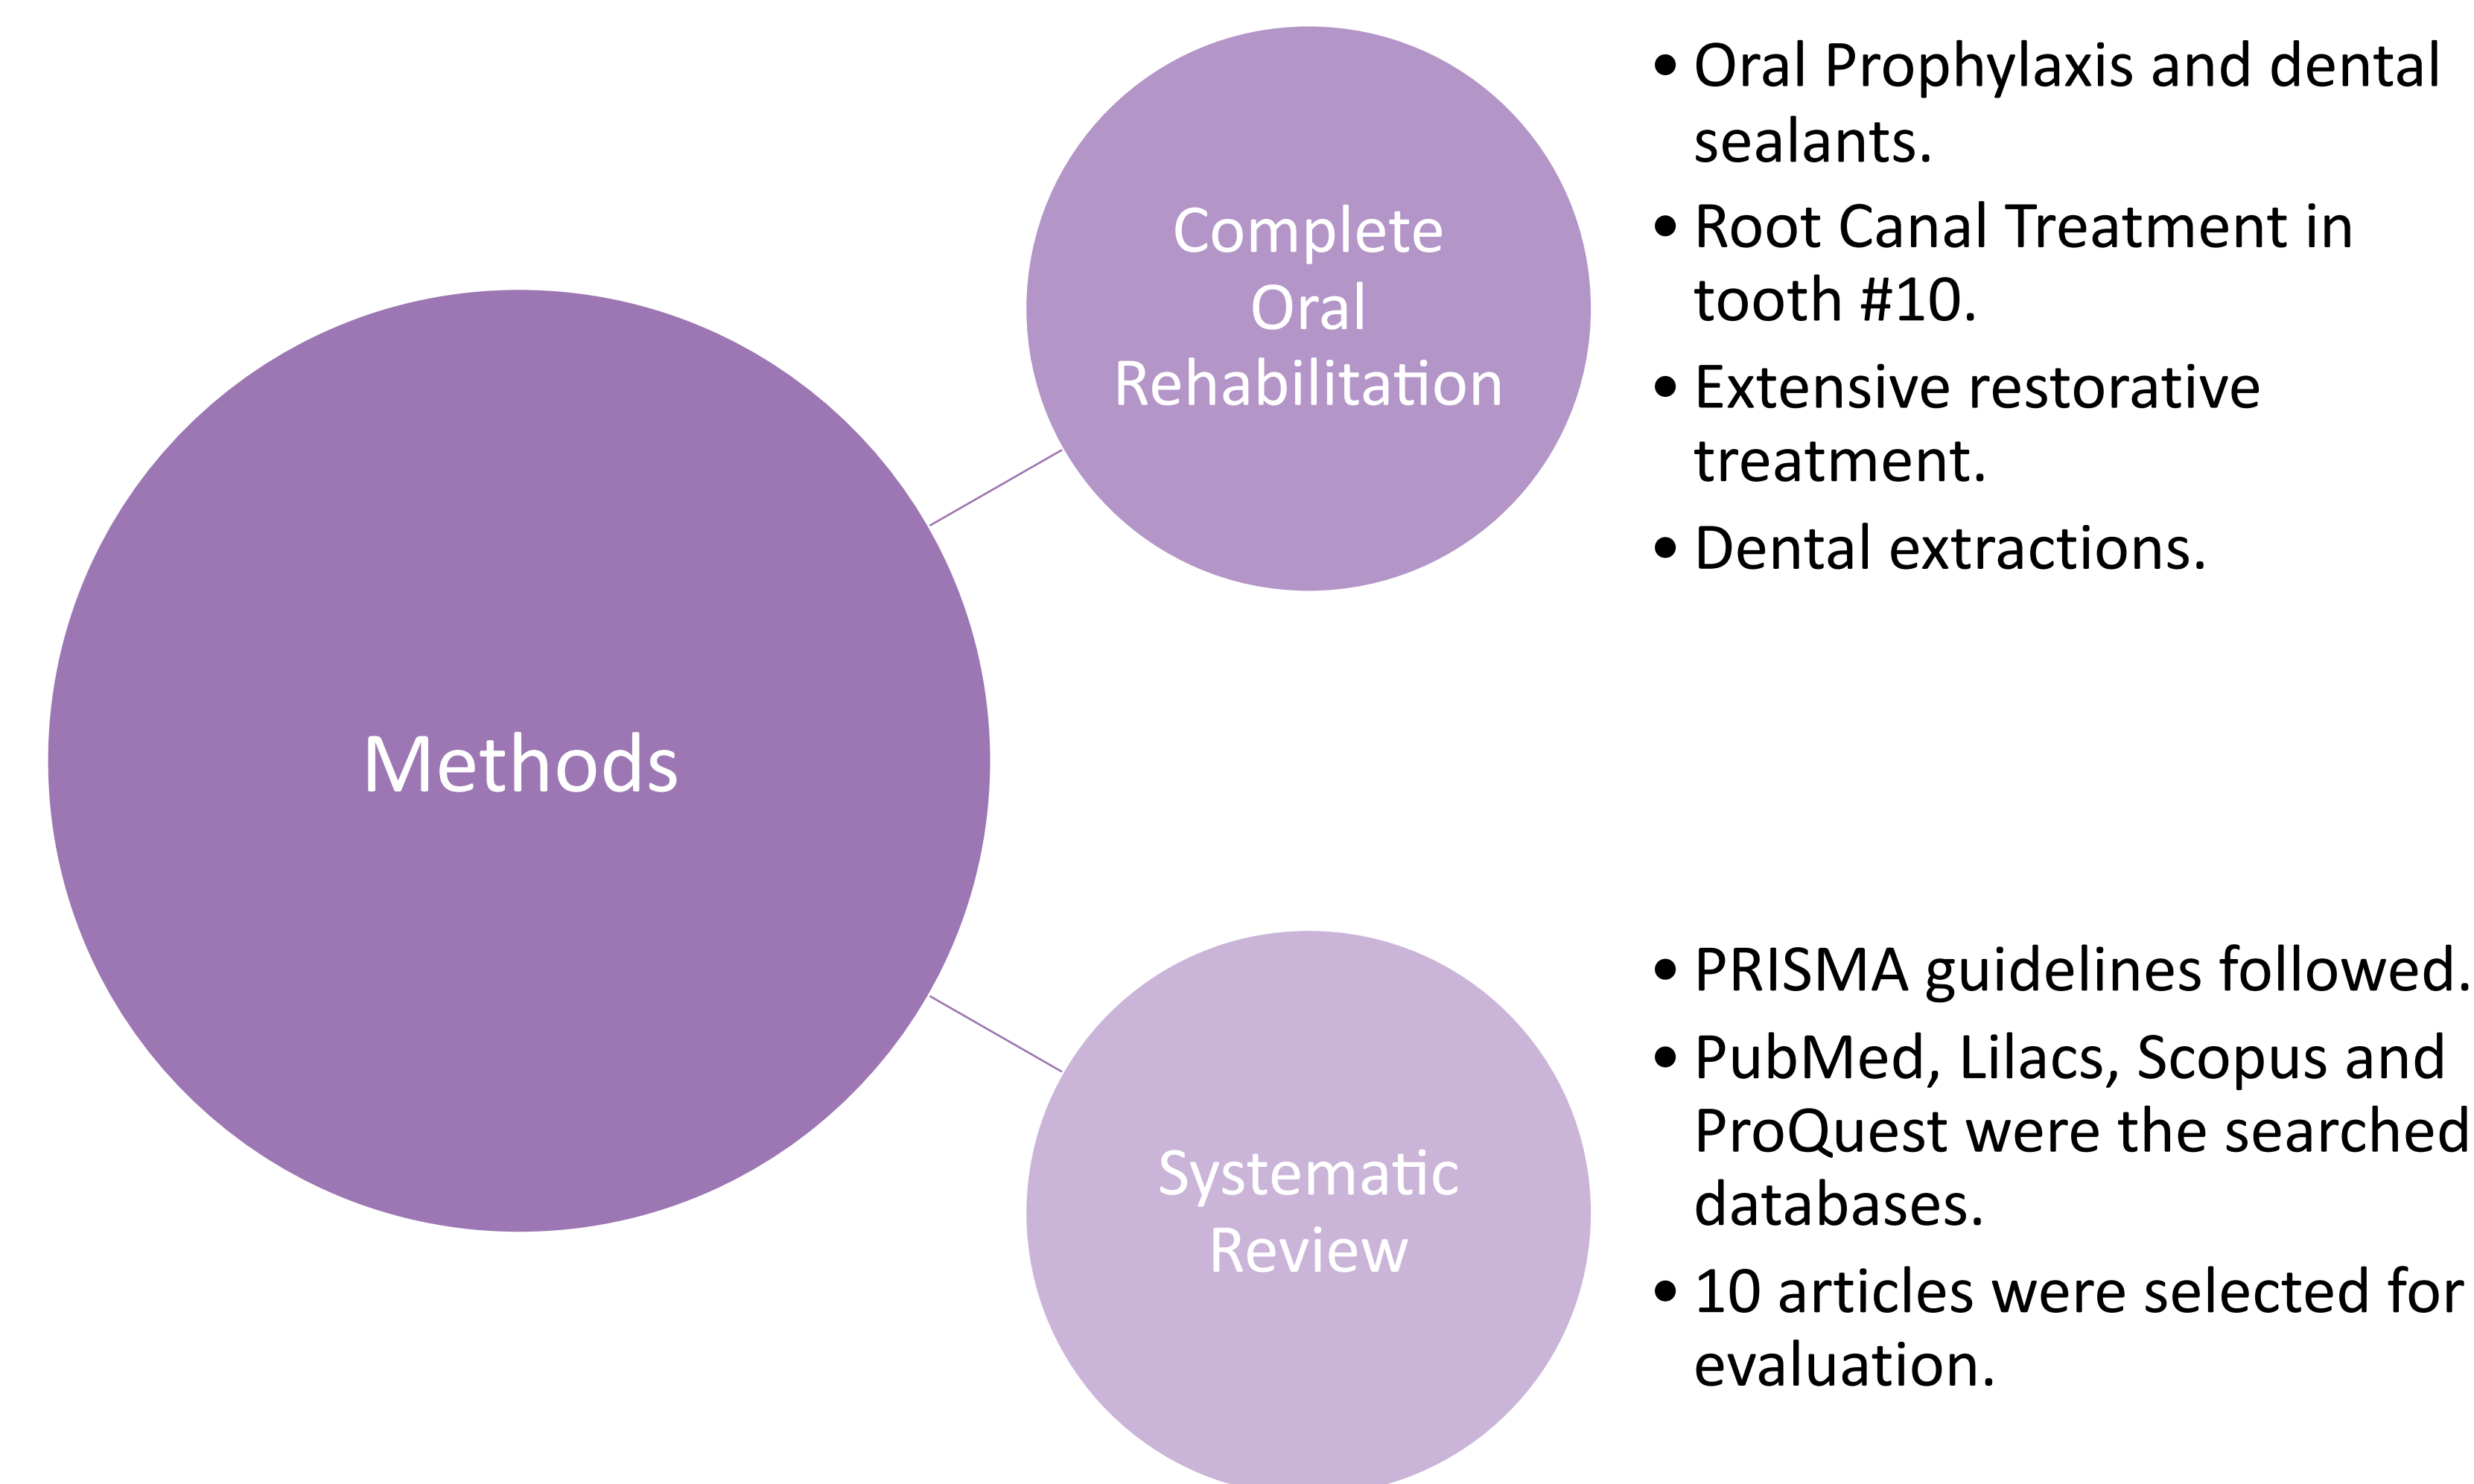 Methods
Complete
Oral
Rehabilitation
• Oral Prophylaxis and dental
sealants.
• Root Canal Treatment in
tooth #10.
• Extensive restorative
treatment.
• Dental extractions.
Systematic
Review
• PRISMA guidelines followed.
• PubMed, Lilacs, Scopus and
ProQuest were the searched
databases.
• 10 articles were selected for
evaluation.